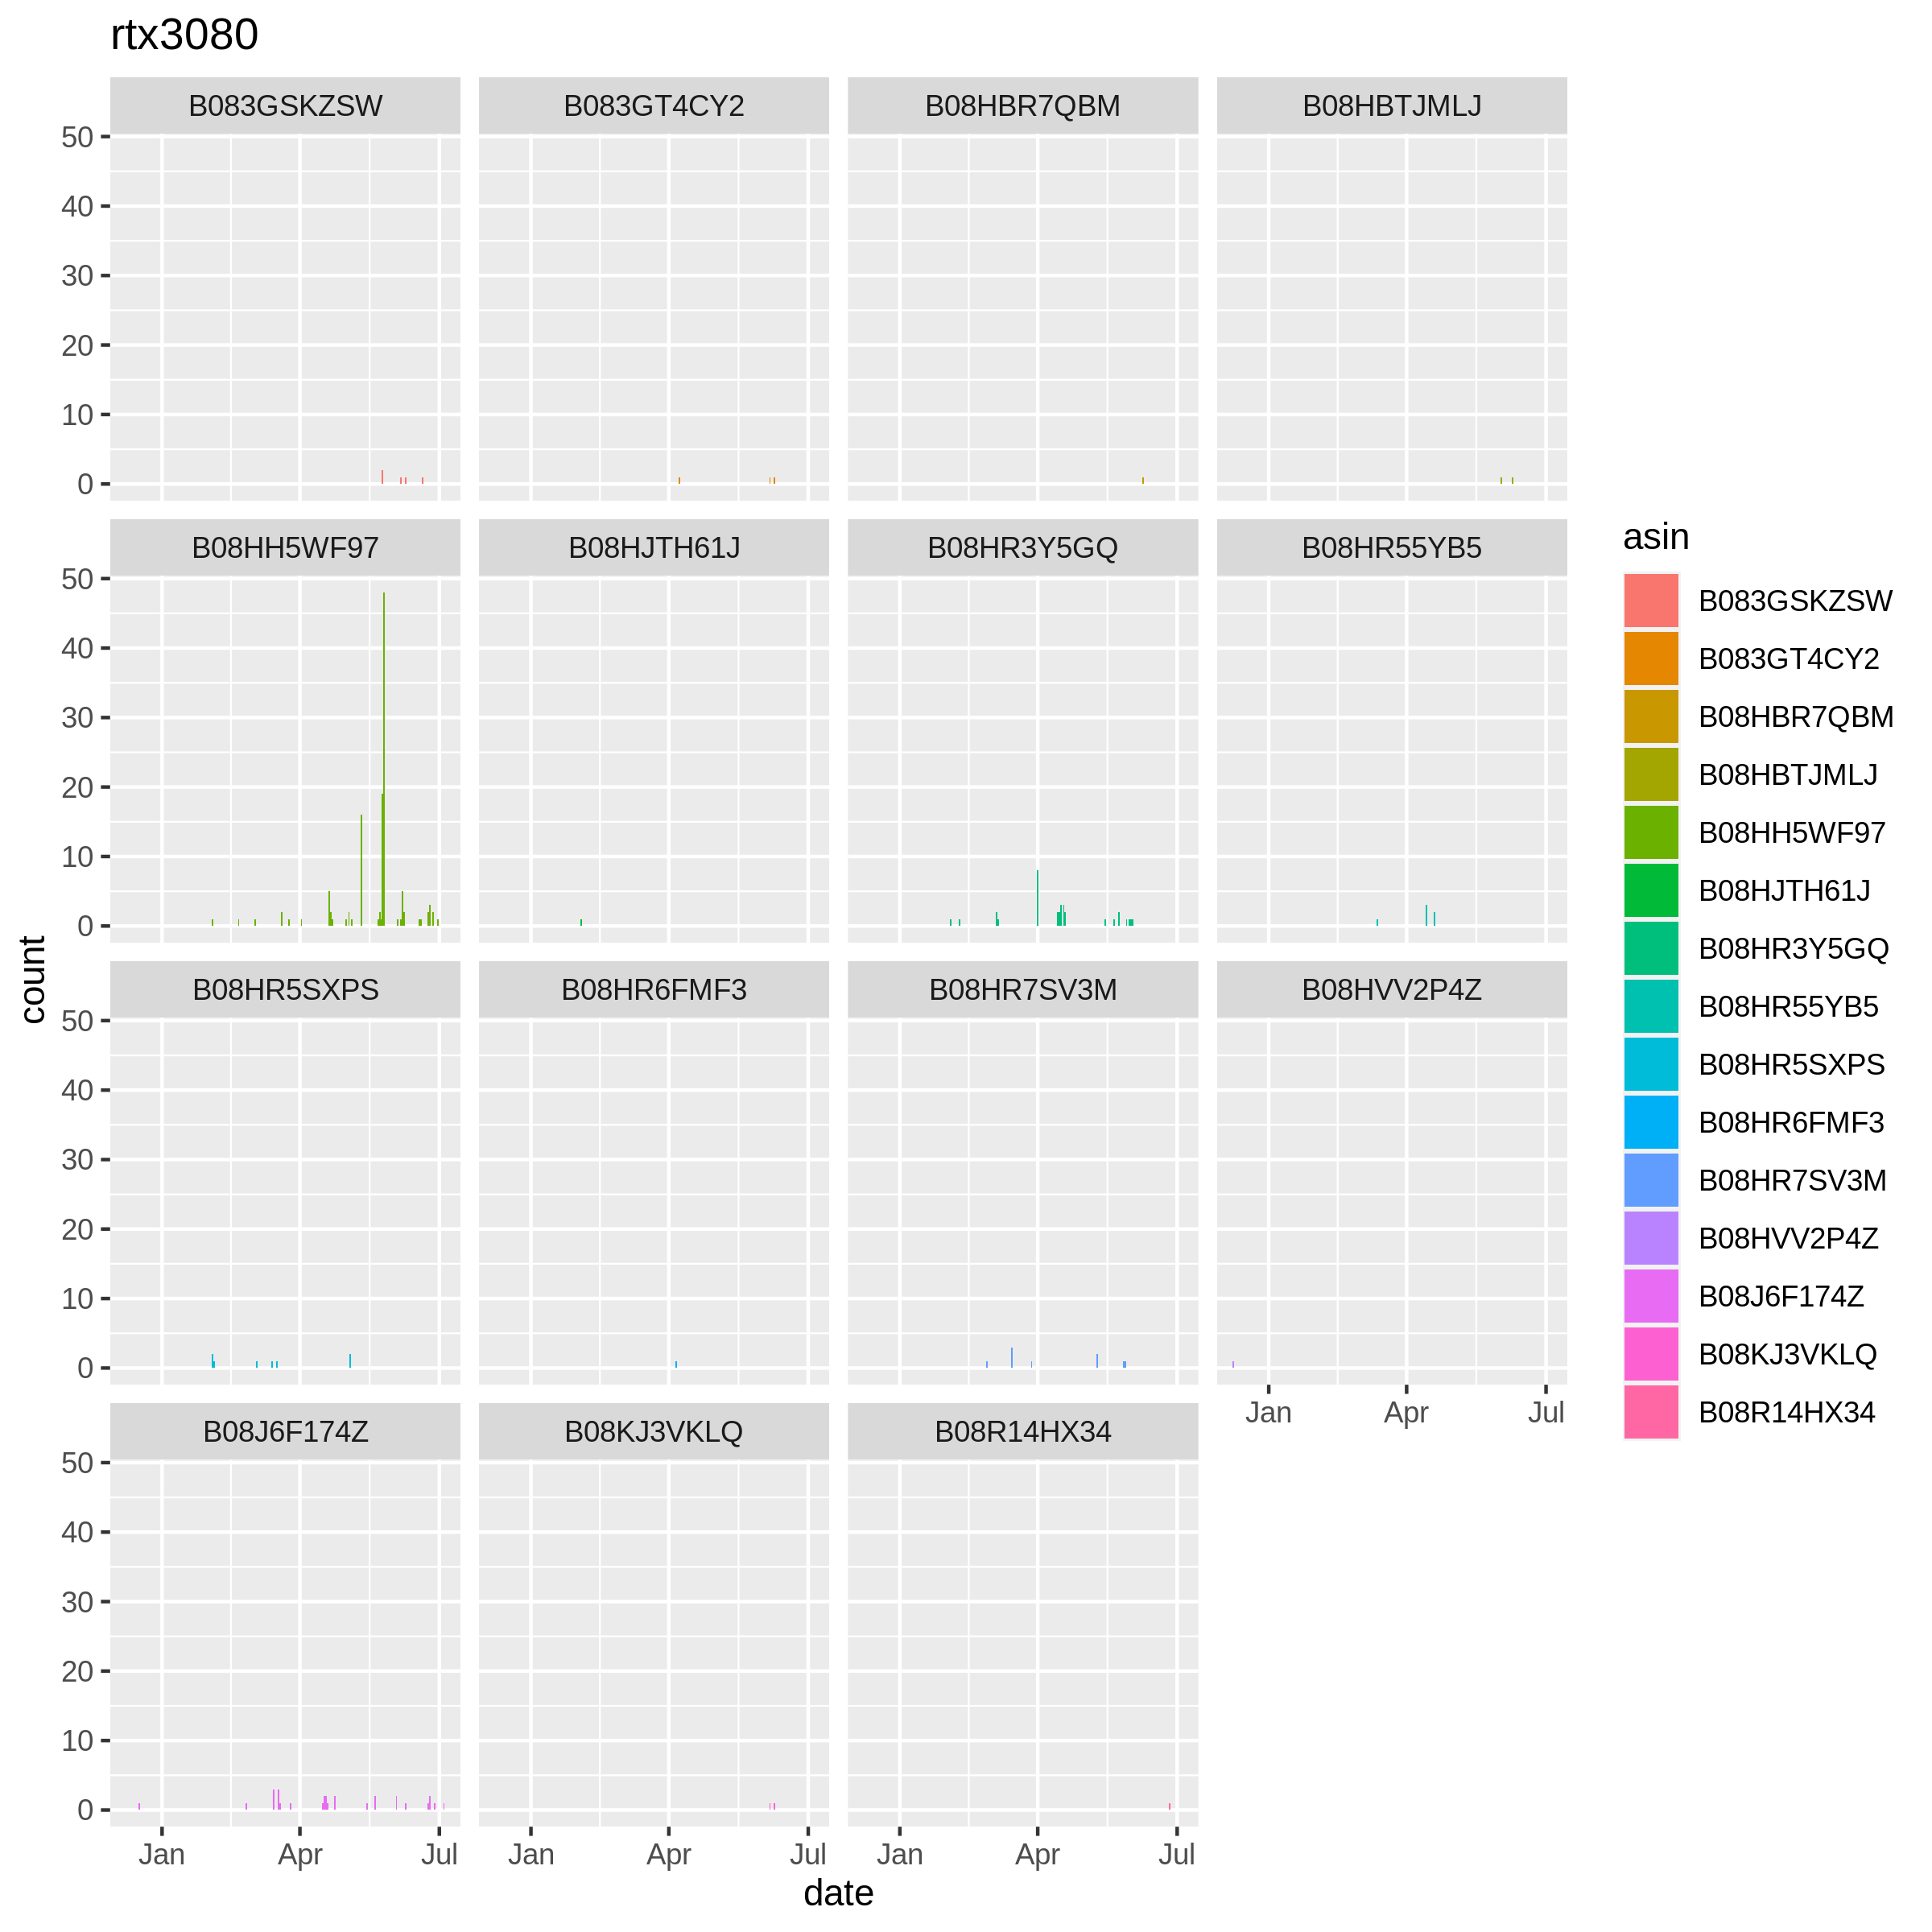 rtx3080
B083GSKZSW B083GT4CY2 B08HBR7QBM B08HBTJMLJ
50
40
30
20
10
0
B08HH5WF97 B08HJTH61J B08HR3Y5GQ B08HR55YB5
50
40
30
20
10
0
B08HR5SXPS B08HR6FMF3 B08HR7SV3M B08HVV2P4Z
50
40
30
20
10
0
Jan Apr Jul
B08J6F174Z B08KJ3VKLQ B08R14HX34
50
40
30
20
10
0
Jan Apr Jul Jan Apr Jul Jan Apr Jul
date
count
asin
B083GSKZSW
B083GT4CY2
B08HBR7QBM
B08HBTJMLJ
B08HH5WF97
B08HJTH61J
B08HR3Y5GQ
B08HR55YB5
B08HR5SXPS
B08HR6FMF3
B08HR7SV3M
B08HVV2P4Z
B08J6F174Z
B08KJ3VKLQ
B08R14HX34